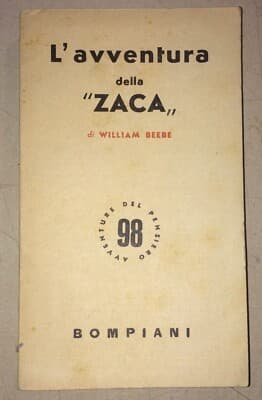 L'avventura
della
"ZACA„
di WILLIAM BEEBE
AVVENTURE DEL PENSIERO
98
BOMPIANI